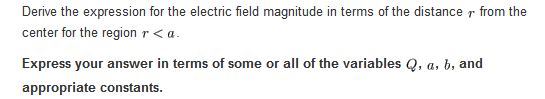 Derive the expression for the electric field magnitude in terms of the distance r from the
center for the region r < a.
Express your answer in terms of some or all of the variables Q, a, b, and
appropriate constants.